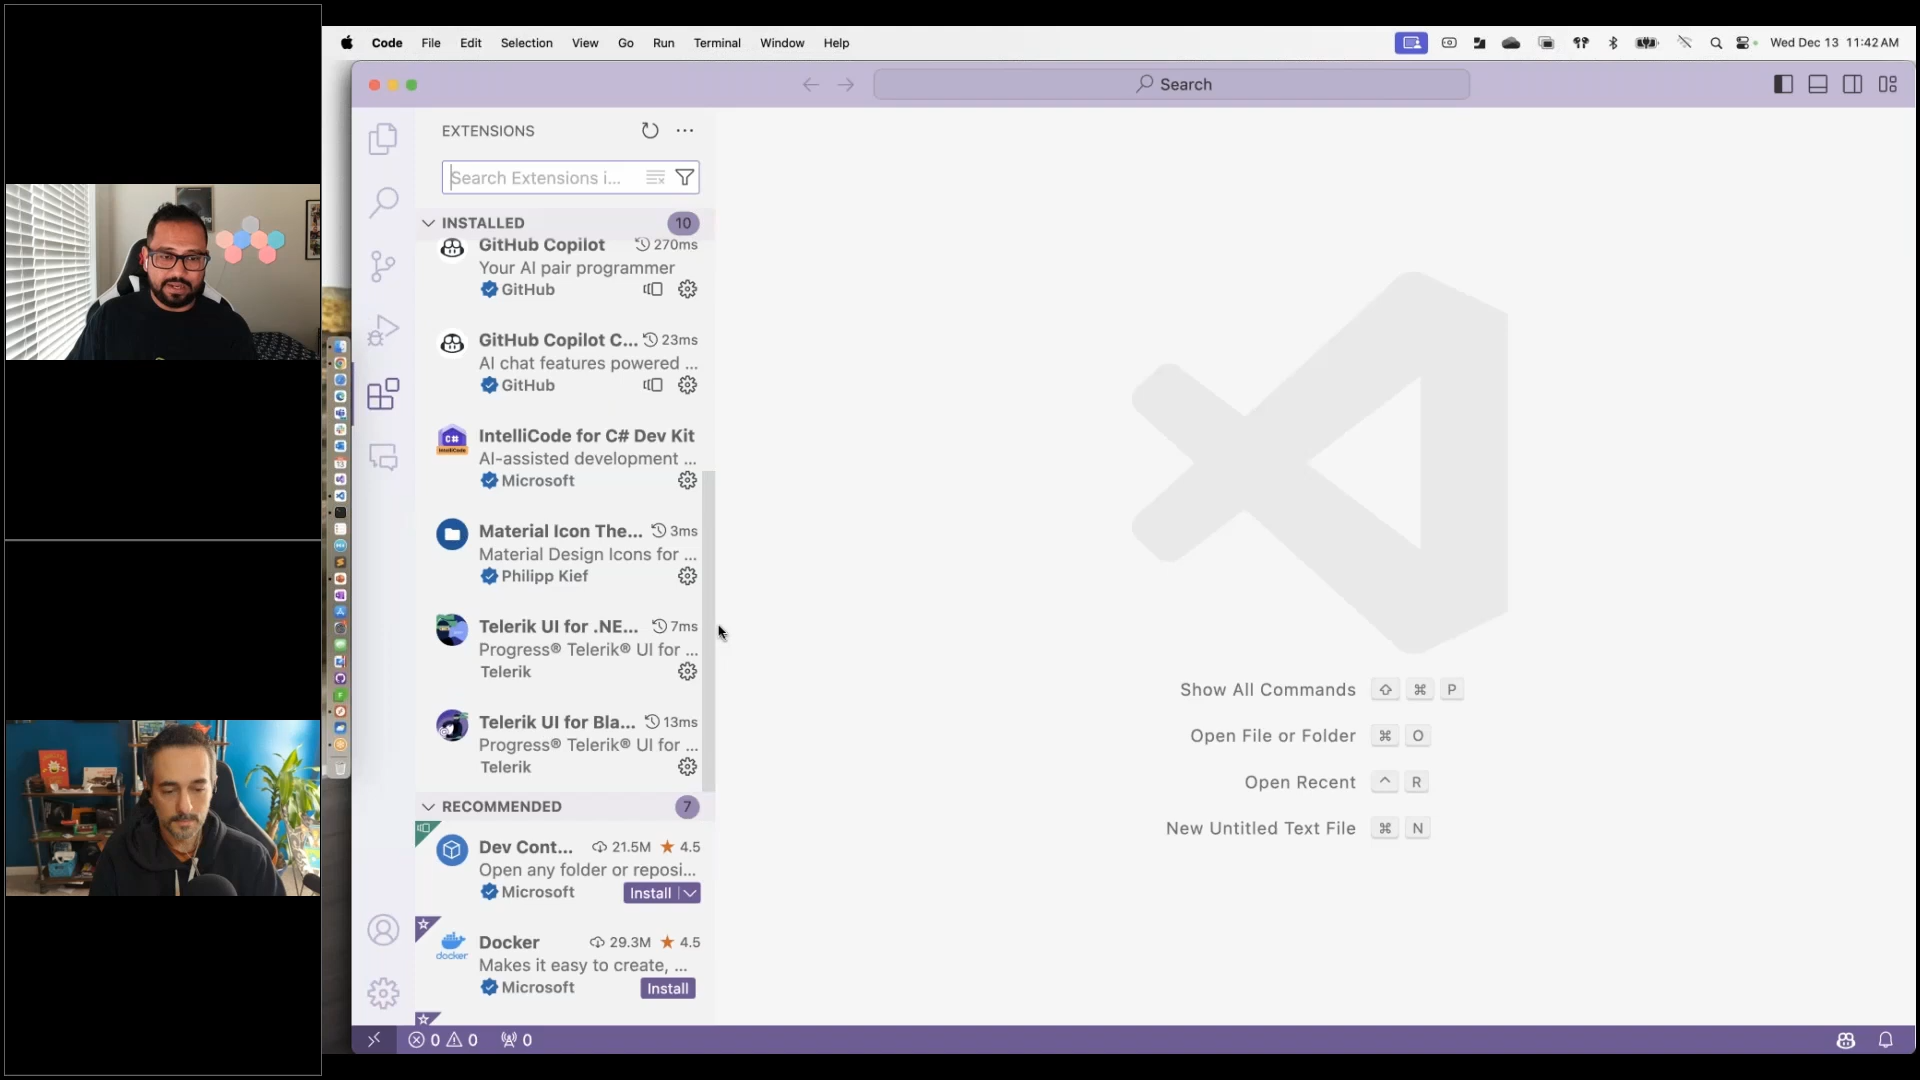 Code File Edit Selection View Go Run Terminal Window Help
Wed Dec 13 11:42 AM
Search
EXTENSIONS
Search Extensions i...
INSTALLED 10
GitHub Copilot 270ms
Your AI pair programmer
GitHub
GitHub Copilot C... 23ms
AI chat features powered ...
GitHub
IntelliCode for C# Dev Kit
AI-assisted development ...
Microsoft
Material Icon The... 3ms
Material Design Icons for ...
Philipp Kief
Telerik UI for .NE... 7ms
Progress® Telerik® UI for ...
Telerik
Telerik UI for Bla... 13ms
Progress® Telerik® UI for ...
Telerik
RECOMMENDED 7
Dev Cont... 21.5M ★ 4.5
Open any folder or reposi...
Microsoft Install
Docker 29.3M ★ 4.5
docker
Makes it easy to create, ...
Microsoft Install
Show All Commands ⇧ ⌘ P
Open File or Folder ⌘ O
Open Recent ^ R
New Untitled Text File ⌘ N
0 0 0